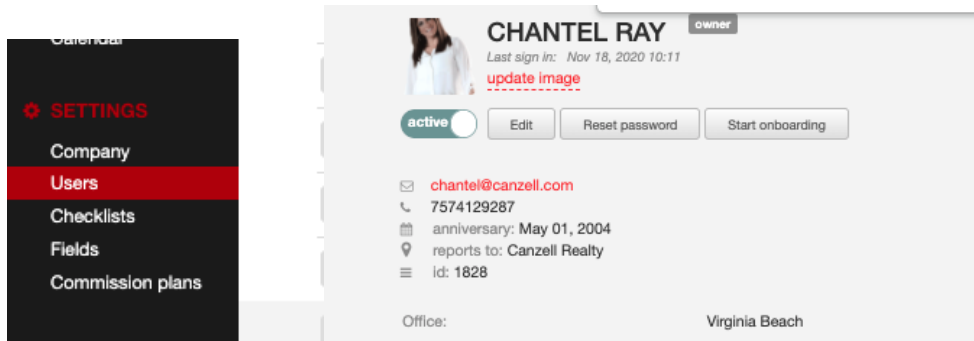 Calendar
SETTINGS
Company
Users
Checklists
Fields
Commission plans
CHANTEL RAY owner
Last sign in: Nov 18, 2020 10:11
update image
active Edit Reset password Start onboarding
chantel@canzell.com
7574129287
anniversary: May 01, 2004
reports to: Canzell Realty
id: 1828
Office: Virginia Beach